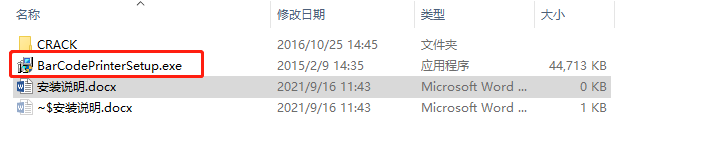 名称 修改日期 类型 大小
CRACK 2016/10/25 14:45 文件夹
BarCodePrinterSetup.exe 2015/2/9 14:35 应用程序 44,713 KB
安装说明.docx 2021/9/16 11:43 Microsoft Word ... 0 KB
~$安装说明.docx 2021/9/16 11:43 Microsoft Word ... 1 KB